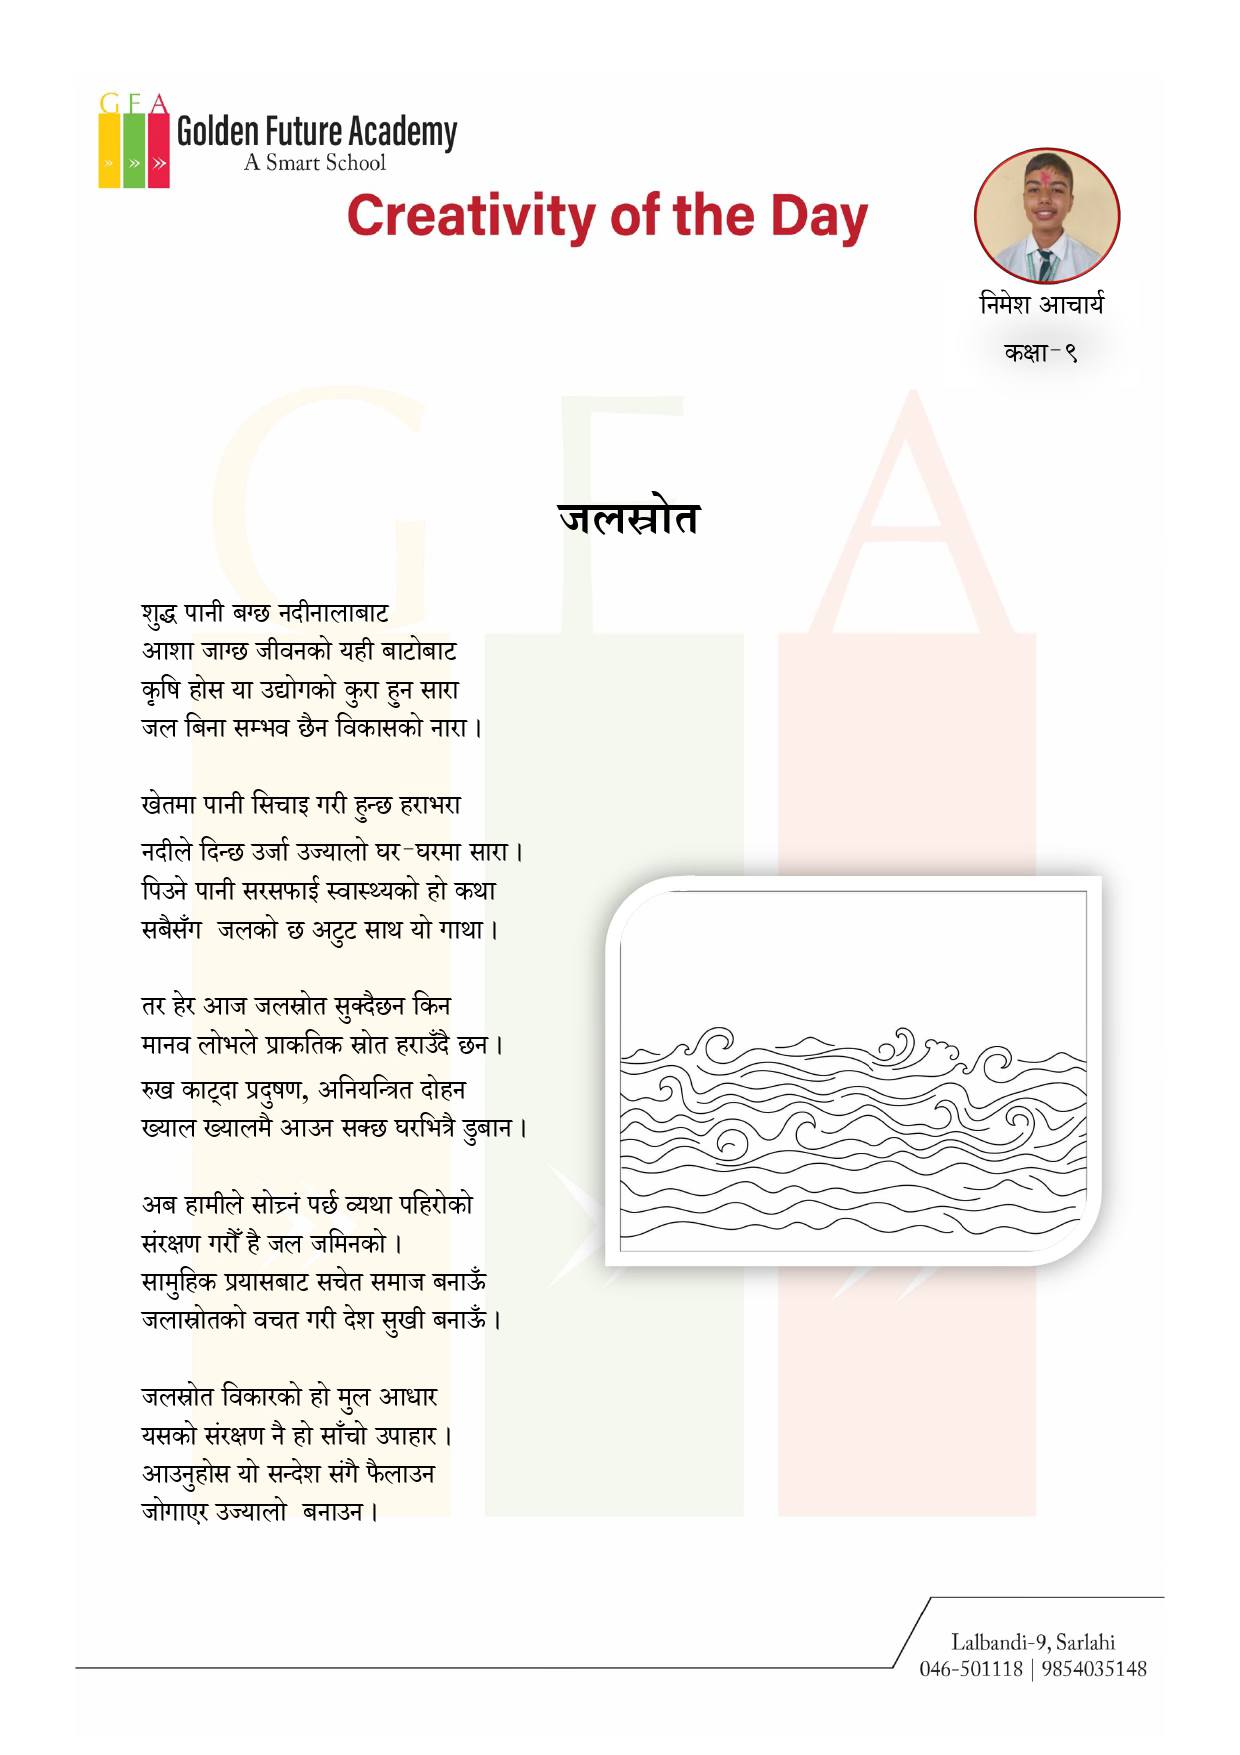 G F A
Golden Future Academy
A Smart School
Creativity of the Day
निमेश आचार्य
कक्षा-९
जलस्रोत
शुद्ध पानी बग्छ नदीनालाबाट
आशा जाग्छ जीवनको यही बाटोबाट
कृषि होस या उद्योगको कुरा हुन सारा
जल बिना सम्भव छैन विकासको नारा ।
खेतमा पानी सिचाइ गरी हुन्छ हराभरा
नदीले दिन्छ उर्जा उज्यालो घर-घरमा सारा ।
पिउने पानी सरसफाई स्वास्थ्यको हो कथा
सबैसँग जलको छ अटुट साथ यो गाथा ।
तर हेर आज जलस्रोत सुक्दैछन किन
मानव लोभले प्राकतिक स्रोत हराउँदै छन ।
रुख काट्दा प्रदुषण, अनियन्त्रित दोहन
ख्याल ख्यालमै आउन सक्छ घरभित्रै डुबान ।
अब हामीले सोच्नं पर्छ व्यथा पहिरोको
संरक्षण गरौँ है जल जमिनको ।
सामुहिक प्रयासबाट सचेत समाज बनाऊँ
जलास्रोतको वचत गरी देश सुखी बनाऊँ ।
जलस्रोत विकारको हो मुल आधार
यसको संरक्षण नै हो साँचो उपाहार ।
आउनुहोस यो सन्देश संगै फैलाउन
जोगाएर उज्यालो बनाउन ।
Lalbandi-9, Sarlahi
046-501118 | 9854035148